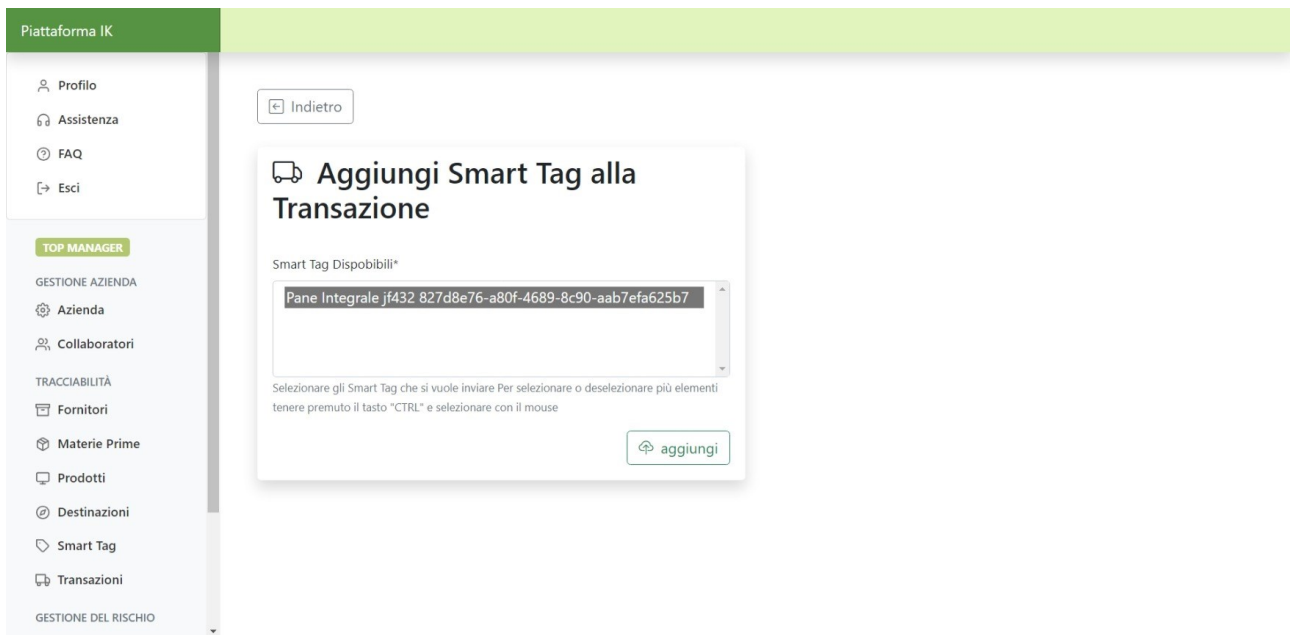 Piattaforma IK
Profilo
Assistenza
FAQ
Esci
TOP MANAGER
GESTIONE AZIENDA
Azienda
Collaboratori
TRACCIABILITÀ
Fornitori
Materie Prime
Prodotti
Destinazioni
Smart Tag
Transazioni
GESTIONE DEL RISCHIO
Indietro
Aggiungi Smart Tag alla
Transazione
Smart Tag Dispobibili*
Pane Integrale jf432 827d8e76-a80f-4689-8c90-aab7efa625b7
Selezionare gli Smart Tag che si vuole inviare Per selezionare o deselezionare più elementi
tenere premuto il tasto "CTRL" e selezionare con il mouse
aggiungi